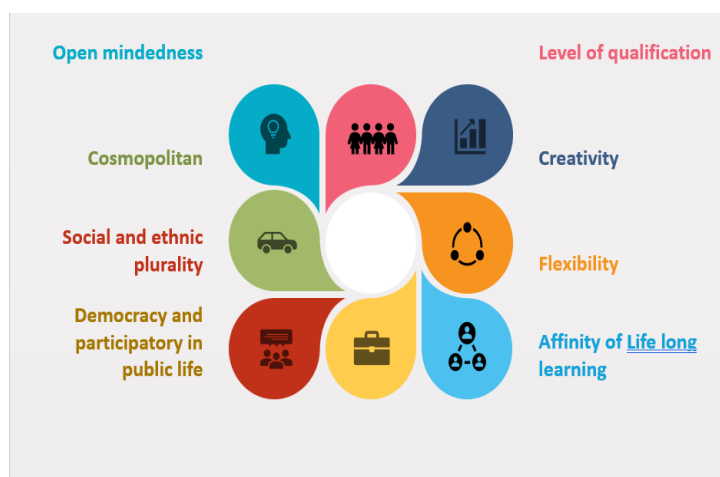 Open mindedness
Level of qualification
Cosmopolitan
Creativity
Social and ethnic
plurality
Flexibility
Democracy and
participatory in
public life
Affinity of Life long
learning